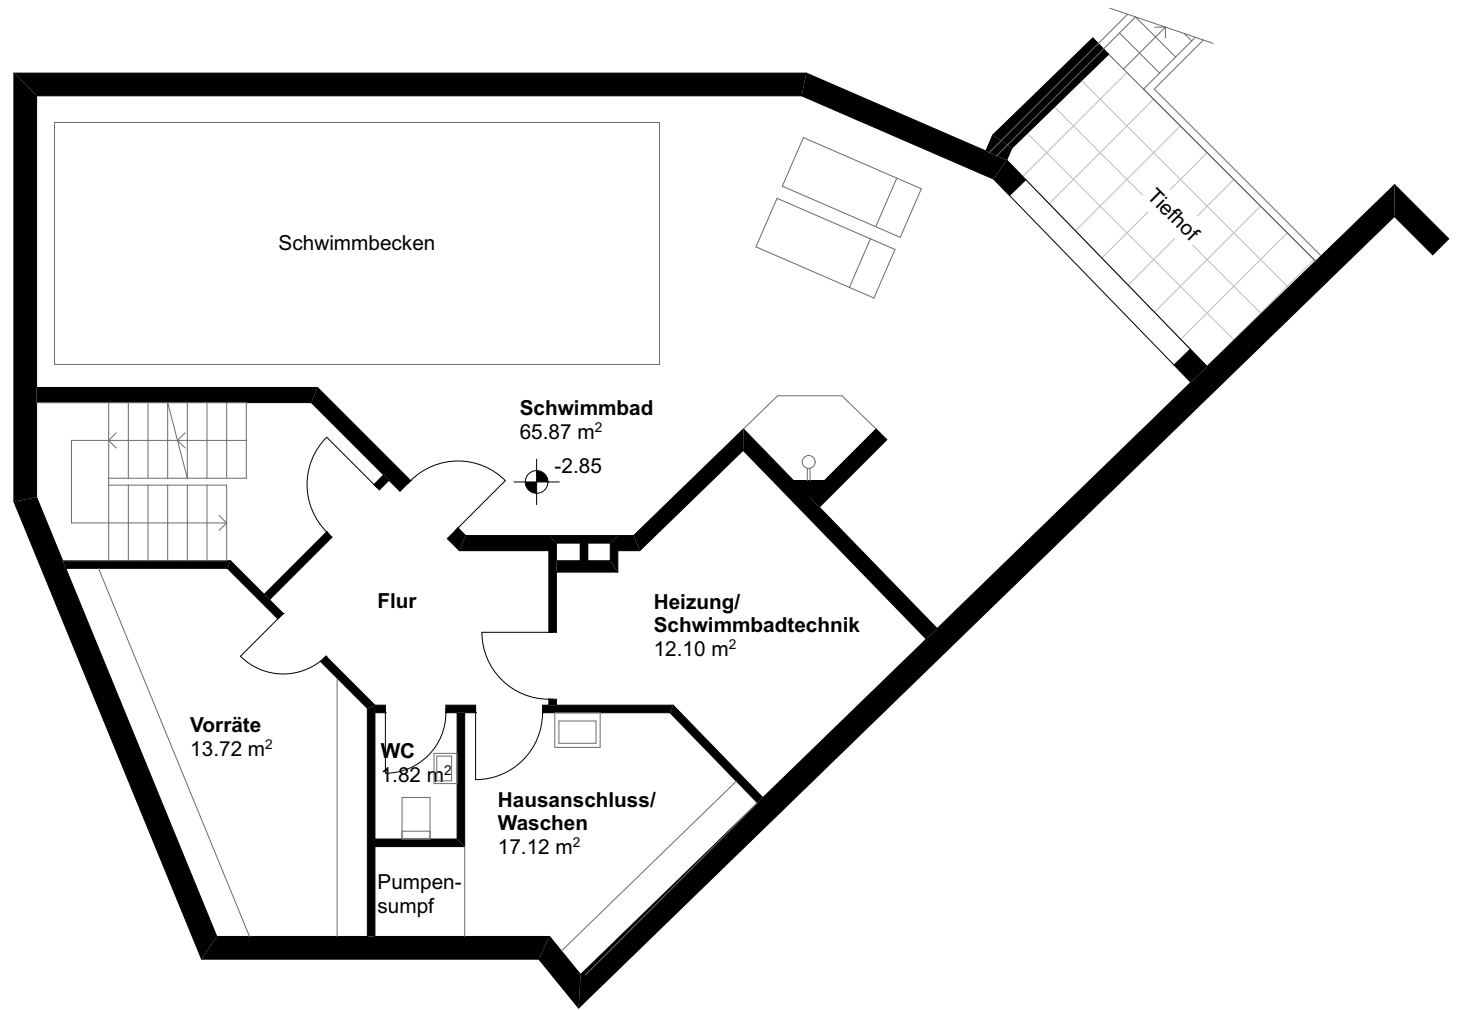 Tiefhof
Schwimmbecken
Schwimmbad
65.87 m²
-2.85
Flur
Heizung/
Schwimmbadtechnik
12.10 m²
Vorräte
13.72 m²
WC
1.82 m²
Hausanschluss/
Waschen
17.12 m²
Pumpen-
sumpf